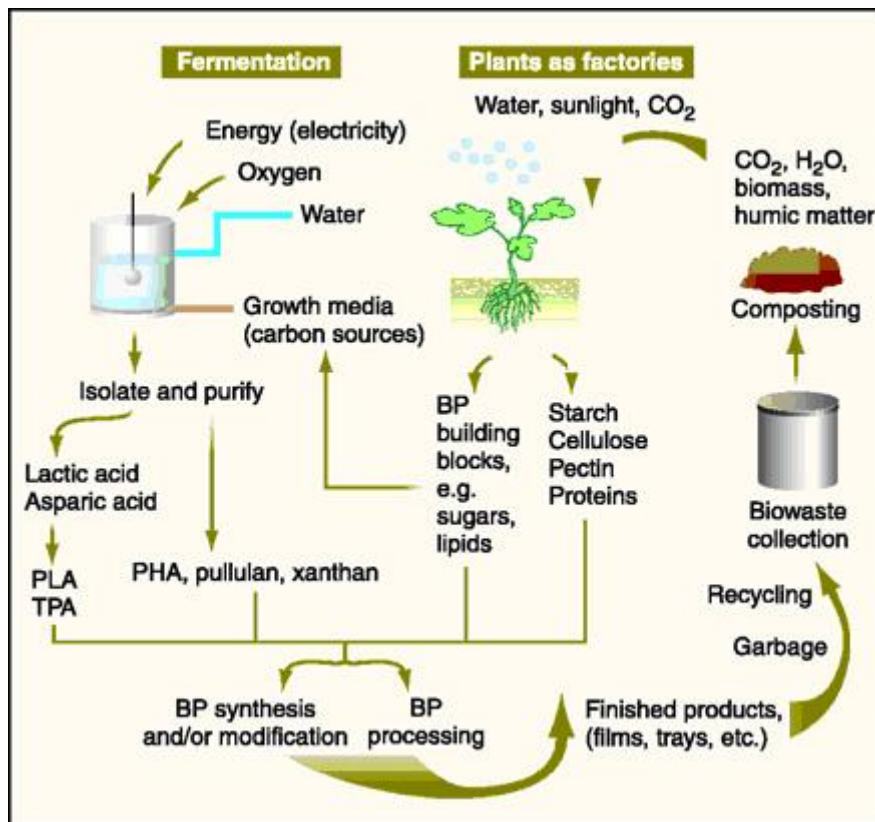 Fermentation
Plants as factories
Energy (electricity)
Oxygen
Water
Growth media
(carbon sources)
Isolate and purify
Lactic acid
Asparic acid
PLA
TPA
PHA, pullulan, xanthan
Water, sunlight, CO₂
BP
building
blocks,
e.g.
sugars,
lipids
Starch
Cellulose
Pectin
Proteins
CO₂, H₂O,
biomass,
humic matter
Composting
Biowaste
collection
Recycling
Garbage
BP synthesis
and/or modification
BP
processing
Finished products,
(films, trays, etc.)